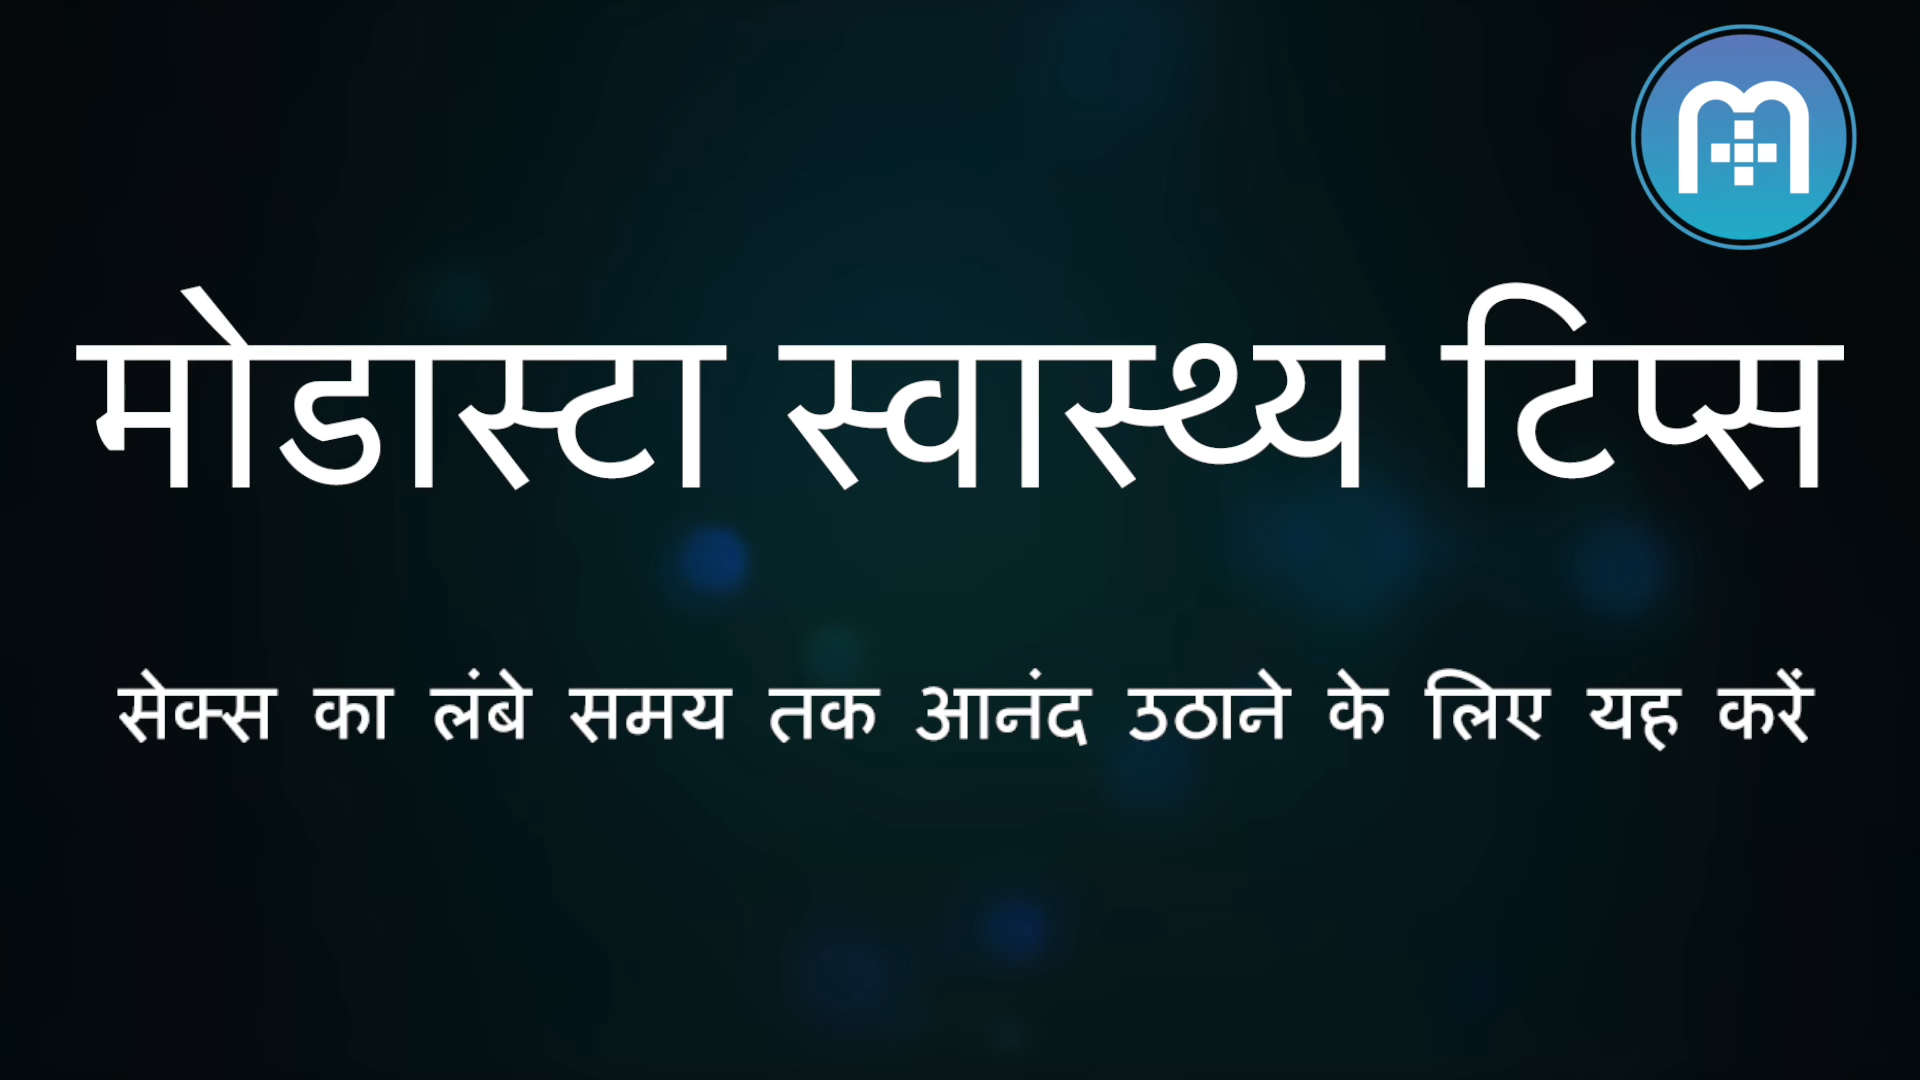 मोडास्टा स्वास्थ्य टिप्स
सेक्स का लंबे समय तक आनंद उठाने के लिए यह करें